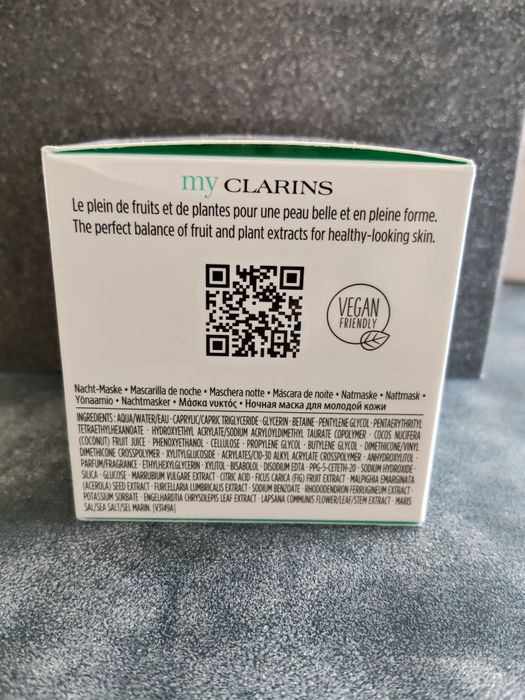 my CLARINS
Le plein de fruits et de plantes pour une peau belle et en pleine forme.
The perfect balance of fruit and plant extracts for healthy-looking skin.
VEGAN
FRIENDLY
Nacht-Maske • Mascarilla de noche • Maschera notte • Máscara de noite • Natmaske • Nattmask •
Yönaamio • Nachtmasker • Μάσκα νυκτός • Ночная маска для молодой кожи
INGREDIENTS : AQUA/WATER/EAU · CAPRYLIC/CAPRIC TRIGLYCERIDE · GLYCERIN · BETAINE · PENTYLENE GLYCOL · PENTAERYTHRITYL
TETRAETHYLHEXANOATE · HYDROXYETHYL ACRYLATE/SODIUM ACRYLOYLDIMETHYL TAURATE COPOLYMER · COCOS NUCIFERA
(COCONUT) FRUIT JUICE · PHENOXYETHANOL · CELLULOSE · PROPYLENE GLYCOL · BUTYLENE GLYCOL · DIMETHICONE/VINYL
DIMETHICONE CROSSPOLYMER · XYLITYLGLUCOSIDE · ACRYLATES/C10-30 ALKYL ACRYLATE CROSSPOLYMER · ANHYDROXYLITOL ·
PARFUM/FRAGRANCE · ETHYLHEXYLGLYCERIN · XYLITOL · BISABOLOL · DISODIUM EDTA · PPG-5-CETETH-20 · SODIUM HYDROXIDE ·
SILICA · GLUCOSE · MARRUBIUM VULGARE EXTRACT · CITRIC ACID · FICUS CARICA (FIG) FRUIT EXTRACT · MALPIGHIA EMARGINATA
(ACEROLA) SEED EXTRACT · FURCELLARIA LUMBRICALIS EXTRACT · SODIUM BENZOATE · RHODODENDRON FERRUGINEUM EXTRACT ·
POTASSIUM SORBATE · ENGELHARDTIA CHRYSOLEPIS LEAF EXTRACT · LAPSANA COMMUNIS FLOWER/LEAF/STEM EXTRACT · MARIS
SAL/SEA SALT/SEL MARIN. [V3149A]